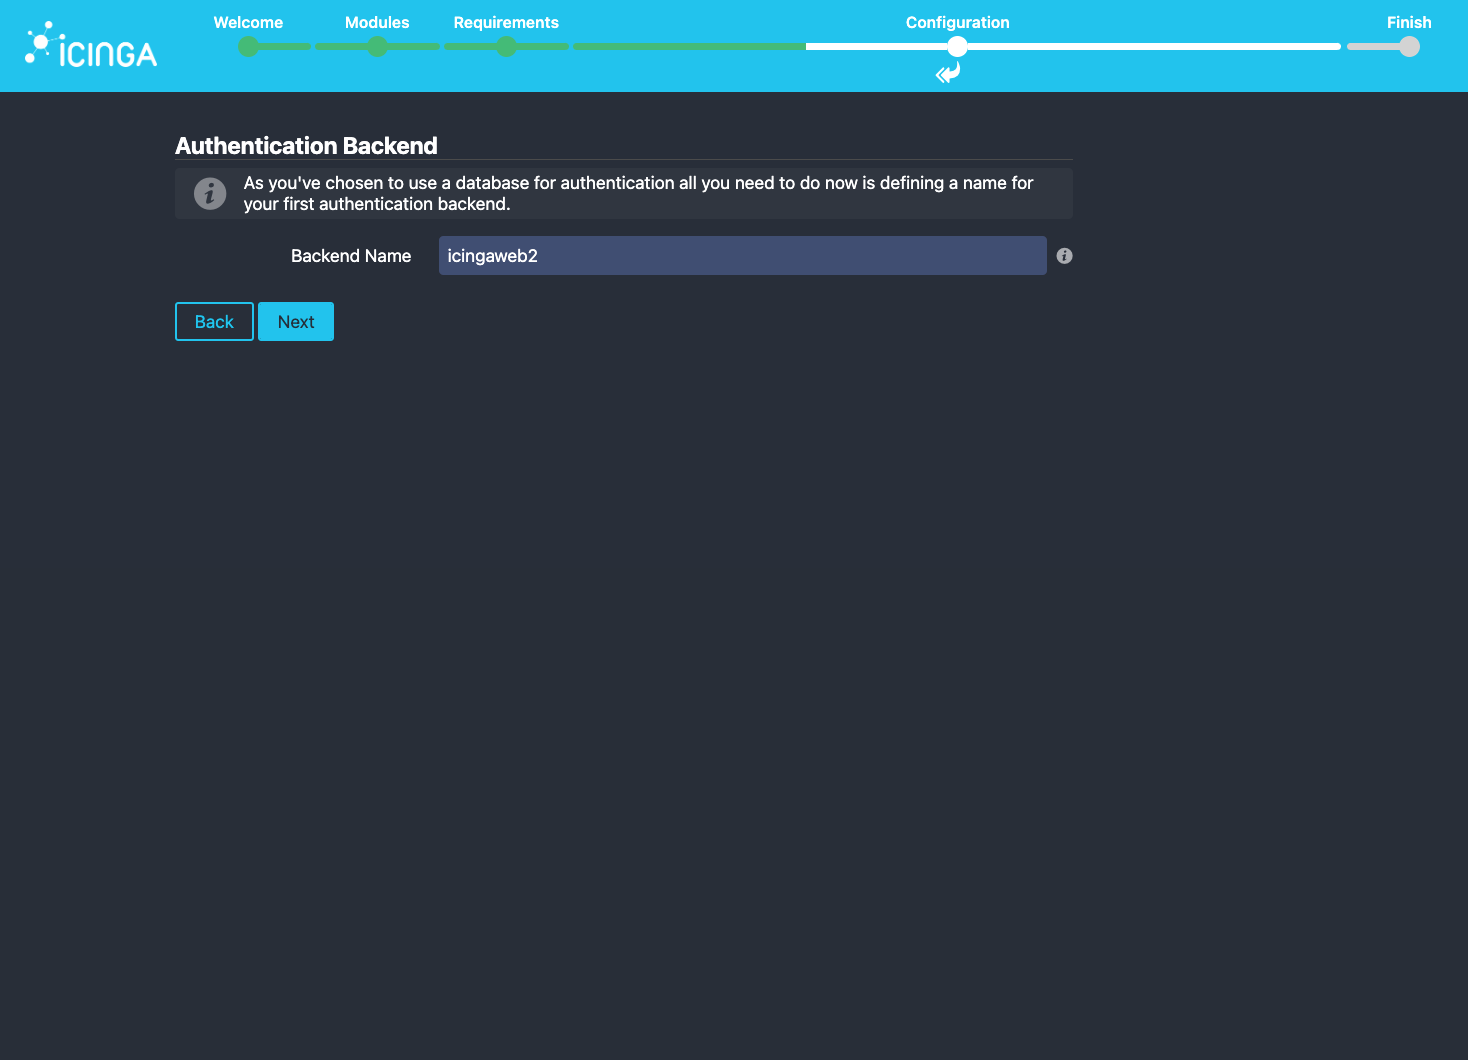 Welcome
Modules
Requirements
Configuration
Finish
ICINGA
Authentication Backend
As you've chosen to use a database for authentication all you need to do now is defining a name for
your first authentication backend.
Backend Name
icingaweb2
Back
Next